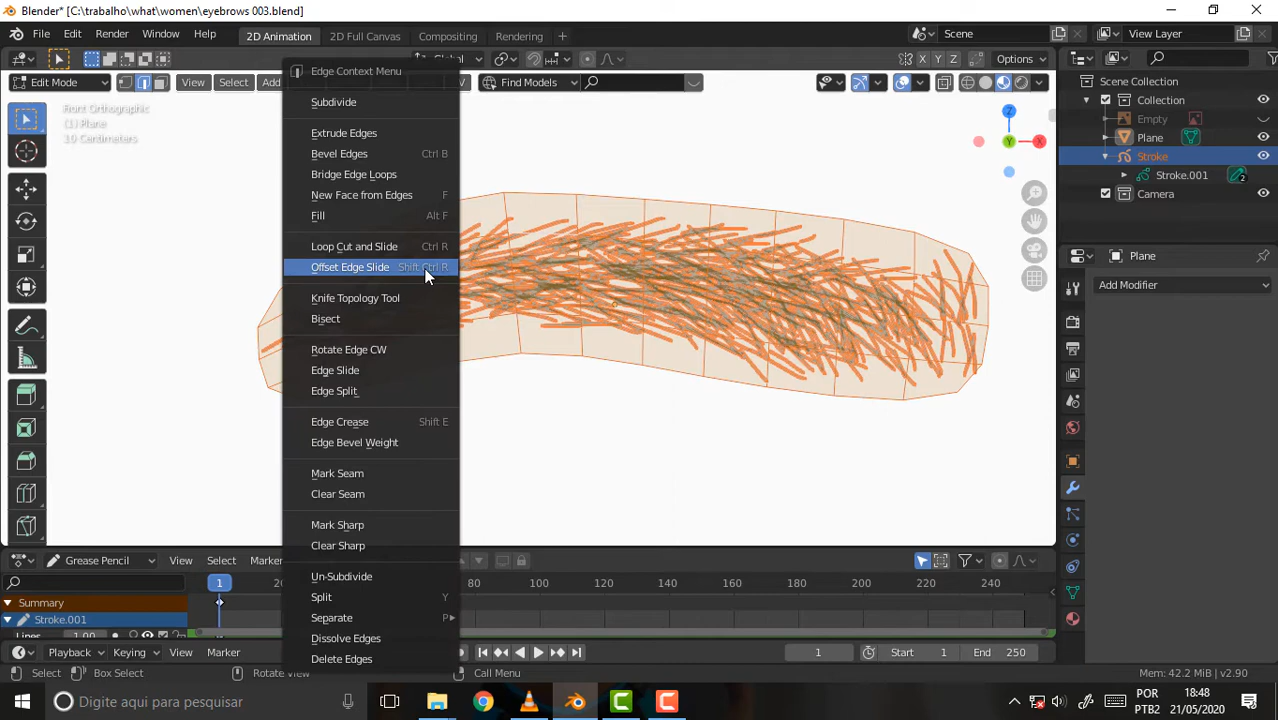 Blender* [C:\trabalho\what\women\eyebrows 003.blend]
File Edit Render Window Help 2D Animation 2D Full Canvas Compositing Rendering Scene View Layer
Options
Edit Mode View Select Add Find Models
Front Orthographic
(1) Plane
10 Centimeters
Edge Context Menu
Subdivide
Extrude Edges
Bevel Edges Ctrl B
Bridge Edge Loops
New Face from Edges F
Fill Alt F
Loop Cut and Slide Ctrl R
Offset Edge Slide Shift Ctrl R
Knife Topology Tool
Bisect
Rotate Edge CW
Edge Slide
Edge Split
Edge Crease Shift E
Edge Bevel Weight
Mark Seam
Clear Seam
Mark Sharp
Clear Sharp
Un-Subdivide
Split Y
Separate P
Dissolve Edges
Delete Edges
Z
Y
X
X Y Z
Scene Collection
Collection
Empty
Plane
Stroke
Stroke.001
2
Camera
Plane
Add Modifier
Grease Pencil View Select Marker
1 80 100 120 140 160 180 200 220 240
Summary
Stroke.001
Lines 1.00
Playback Keying View Marker 1 Start 1 End 250
Select Box Select Rotate View Call Menu Mem: 42.2 MiB | v2.90
Digite aqui para pesquisar
POR
PTB2
18:48
21/05/2020